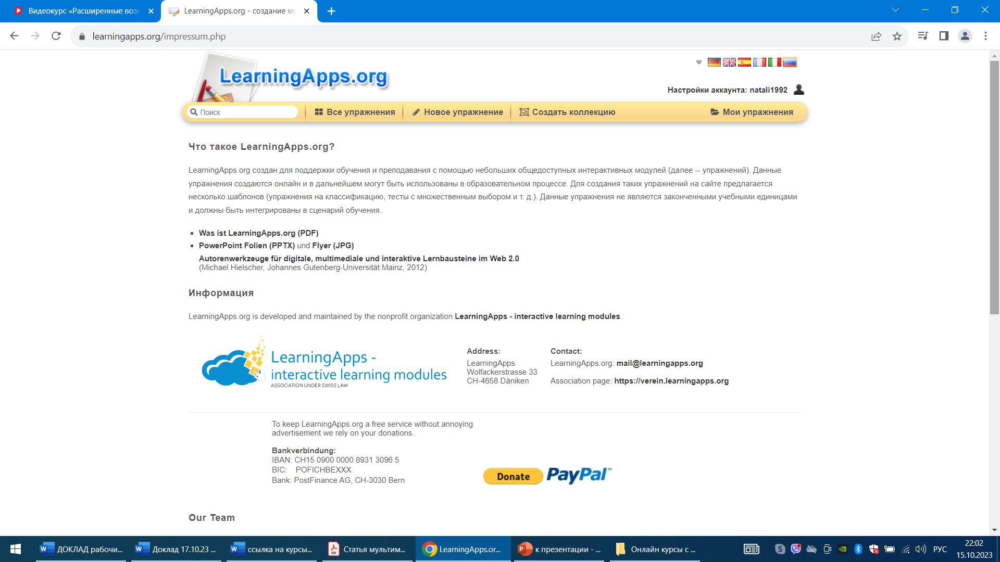 Видеокурс «Расширенные воз
LearningApps.org - создание му
learningapps.org/impressum.php
LearningApps.org
Настройки аккаунта: natali1992
Поиск
Все упражнения
Новое упражнение
Создать коллекцию
Мои упражнения
Что такое LearningApps.org?
LearningApps.org создан для поддержки обучения и преподавания с помощью небольших общедоступных интерактивных модулей (далее -- упражнений). Данные
упражнения создаются онлайн и в дальнейшем могут быть использованы в образовательном процессе. Для создания таких упражнений на сайте предлагается
несколько шаблонов (упражнения на классификацию, тесты с множественным выбором и т. д.). Данные упражнения не являются законченными учебными единицами
и должны быть интегрированы в сценарий обучения.
Was ist LearningApps.org (PDF)
PowerPoint Folien (PPTX) und Flyer (JPG)
Autorenwerkzeuge für digitale, multimediale und interaktive Lernbausteine im Web 2.0
(Michael Hielscher, Johannes Gutenberg-Universität Mainz, 2012)
Информация
LearningApps.org is developed and maintained by the nonprofit organization LearningApps - interactive learning modules.
LearningApps -
interactive learning modules
ASSOCIATION UNDER SWISS LAW
Address:
LearningApps
Wolfackerstrasse 33
CH-4658 Däniken
Contact:
LearningApps.org: mail@learningapps.org
Association page: https://verein.learningapps.org
To keep LearningApps.org a free service without annoying
advertisement we rely on your donations.
Bankverbindung:
IBAN: CH15 0900 0000 8931 3096 5
BIC: POFICHBEXXX
Bank: PostFinance AG, CH-3030 Bern
Donate
PayPal™
Our Team
ДОКЛАД рабочи...
Доклад 17.10.23 ...
ссылка на курсы...
Статья мультим...
LearningApps.or...
к презентации - ...
Онлайн курсы с ...
РУС
22:02
15.10.2023